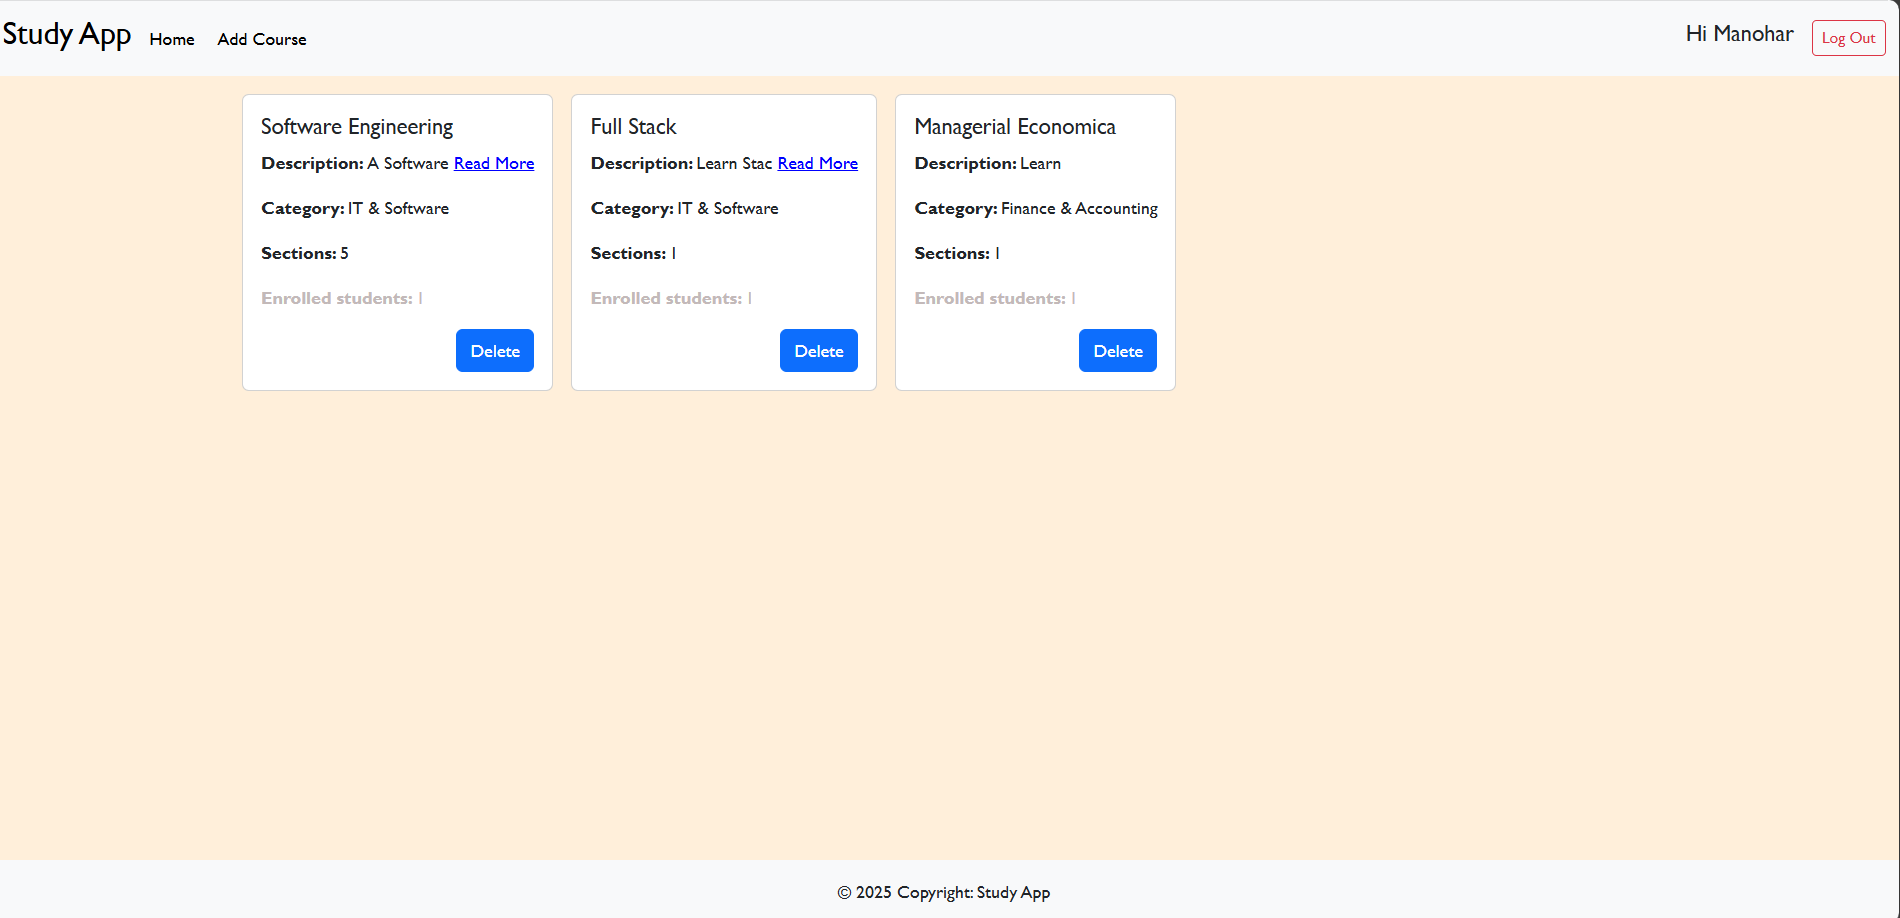 Study App Home Add Course Hi Manohar Log Out
Software Engineering
Description: A Software Read More
Category: IT & Software
Sections: 5
Enrolled students: 1
Delete
Full Stack
Description: Learn Stac Read More
Category: IT & Software
Sections: 1
Enrolled students: 1
Delete
Managerial Economica
Description: Learn
Category: Finance & Accounting
Sections: 1
Enrolled students: 1
Delete
© 2025 Copyright: Study App